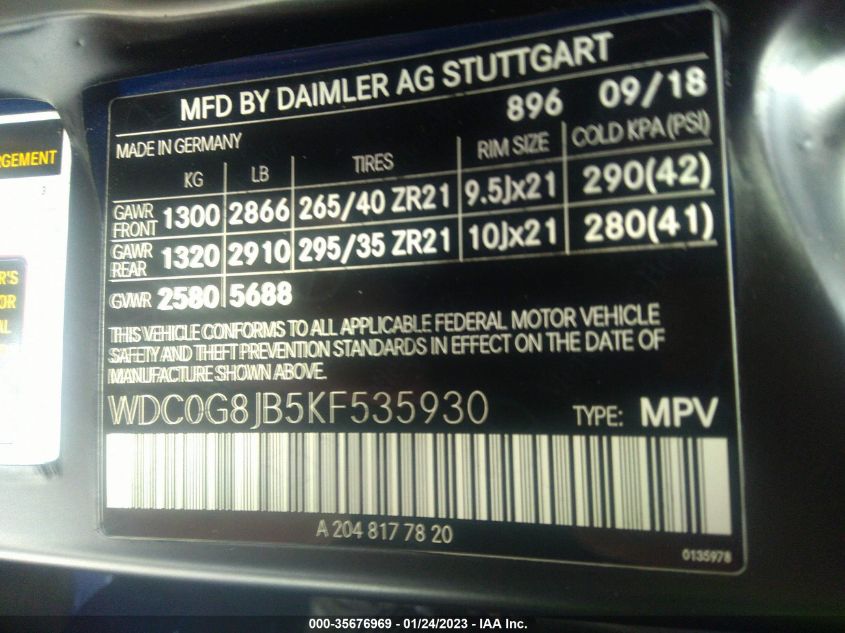 MFD BY DAIMLER AG STUTTGART
896 09/18
MADE IN GERMANY
KG LB TIRES RIM SIZE COLD KPA (PSI)
GAWR FRONT 1300 2866 265/40 ZR21 9.5Jx21 290(42)
GAWR REAR 1320 2910 295/35 ZR21 10Jx21 280(41)
GVWR 2580 5688
THIS VEHICLE CONFORMS TO ALL APPLICABLE FEDERAL MOTOR VEHICLE
SAFETY AND THEFT PREVENTION STANDARDS IN EFFECT ON THE DATE OF
MANUFACTURE SHOWN ABOVE.
WDC0G8JB5KF535930 TYPE: MPV
A 204 817 78 20
0135978
000-35676969 — 01/24/2023 — IAA Inc.